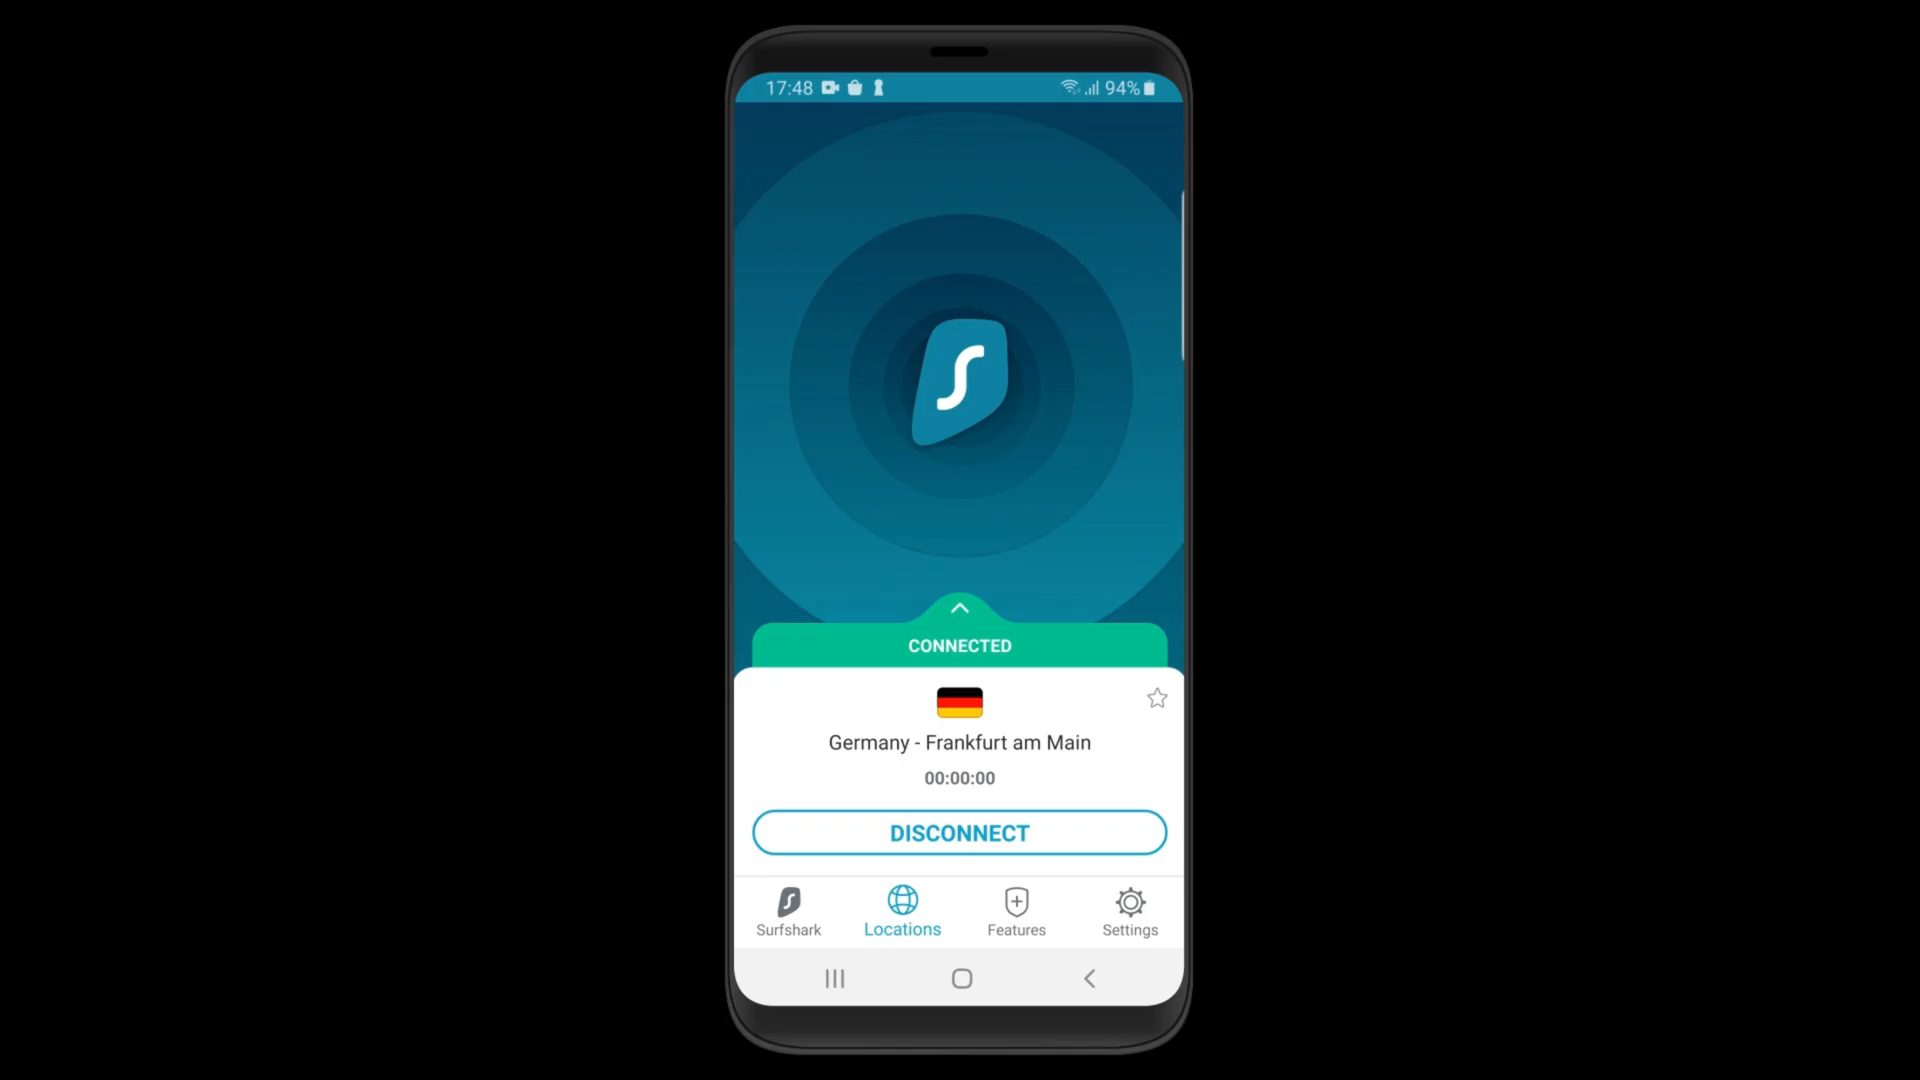 17:48 94%
CONNECTED
Germany - Frankfurt am Main
00:00:00
DISCONNECT
Surfshark Locations Features Settings